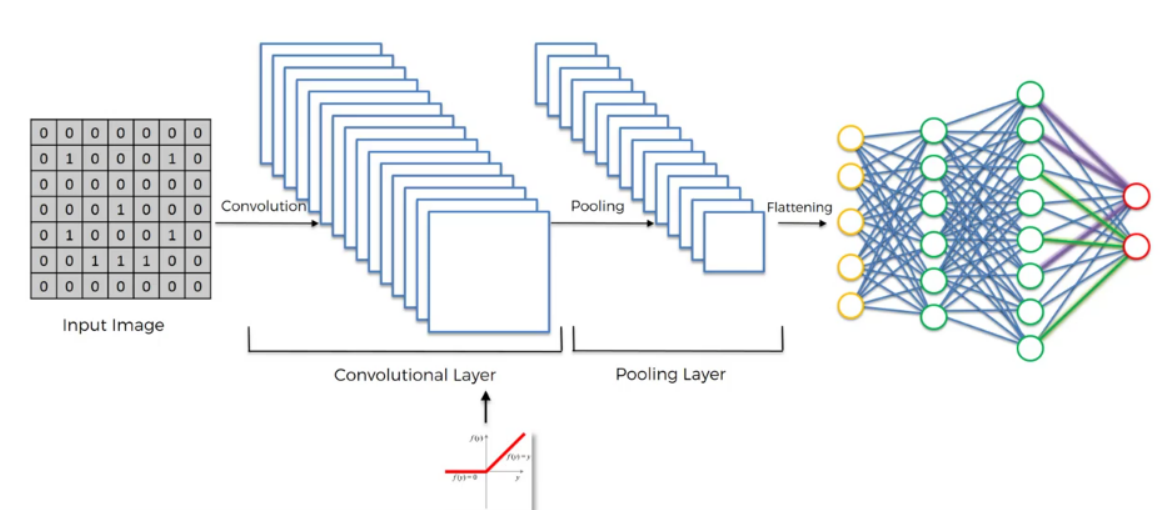 0 0 0 0 0 0 0
0 1 0 0 0 1 0
0 0 0 0 0 0 0
0 0 0 1 0 0 0
0 1 0 0 0 1 0
0 0 1 1 1 0 0
0 0 0 0 0 0 0
Input Image
Convolution
Pooling
Flattening
Convolutional Layer
Pooling Layer
f(y)
f(y)=y
f(y)=0
y